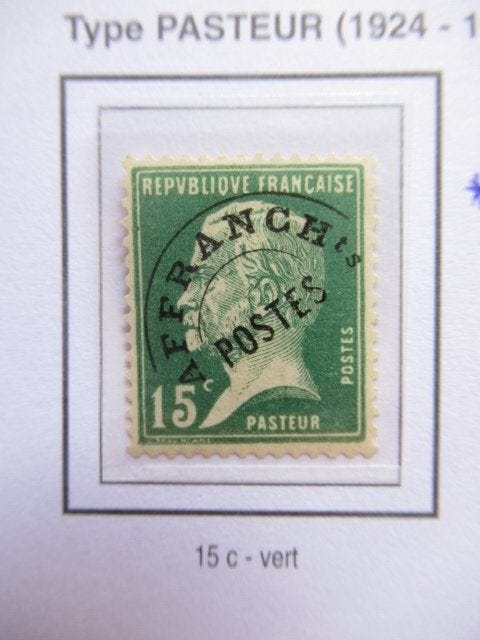 Type PASTEUR (1924 - 1
REPVBLIQVE FRANÇAISE
AFFRANCHts
POSTES
POSTES
15c
PASTEUR
15 c - vert